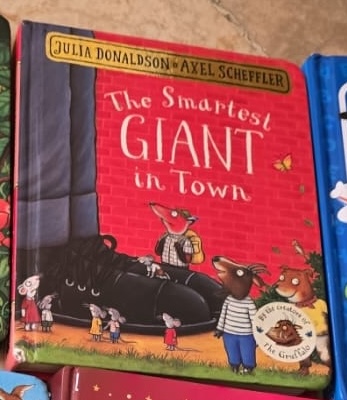 JULIA DONALDSON • AXEL SCHEFFLER
The Smartest
GIANT
in Town
By the creators of
The Gruffalo